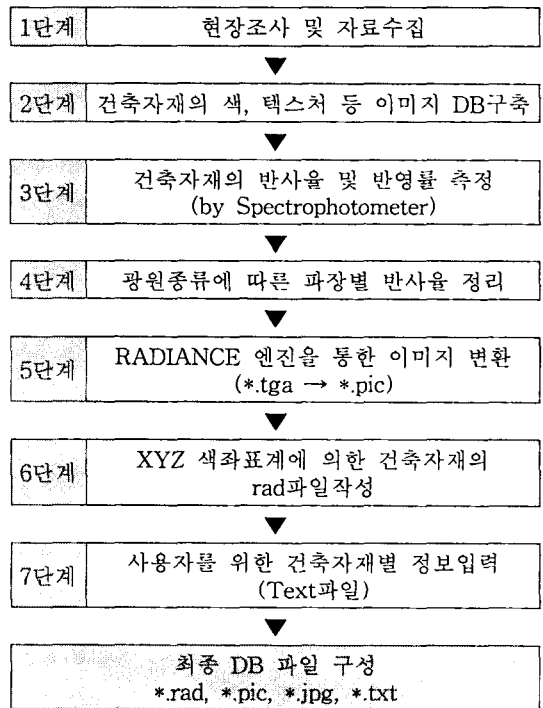 1단계 현장조사 및 자료수집
▼
2단계 건축자재의 색, 텍스처 등 이미지 DB구축
▼
3단계 건축자재의 반사율 및 반영률 측정
(by Spectrophotometer)
▼
4단계 광원종류에 따른 파장별 반사율 정리
▼
5단계 RADIANCE 엔진을 통한 이미지 변환
(*.tga → *.pic)
▼
6단계 XYZ 색좌표계에 의한 건축자재의
rad파일작성
▼
7단계 사용자를 위한 건축자재별 정보입력
(Text파일)
▼
최종 DB 파일 구성
*.rad, *.pic, *.jpg, *.txt